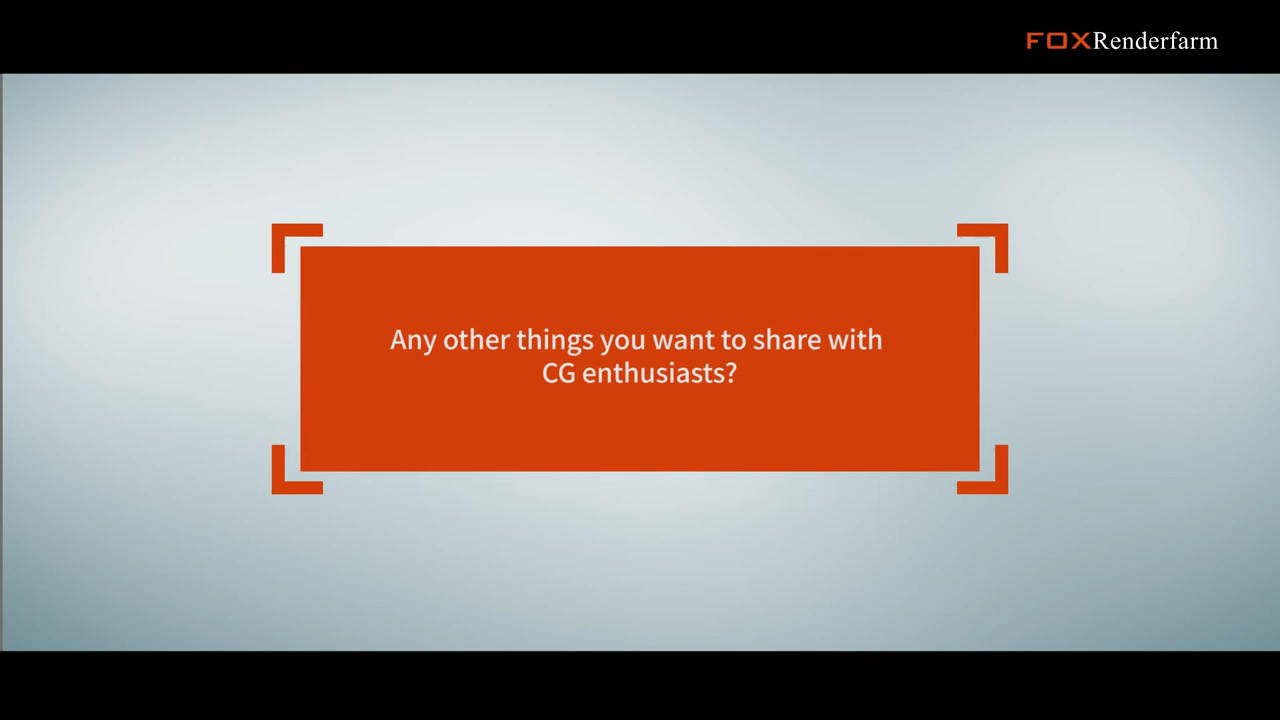 FOXRenderfarm
Any other things you want to share with
CG enthusiasts?